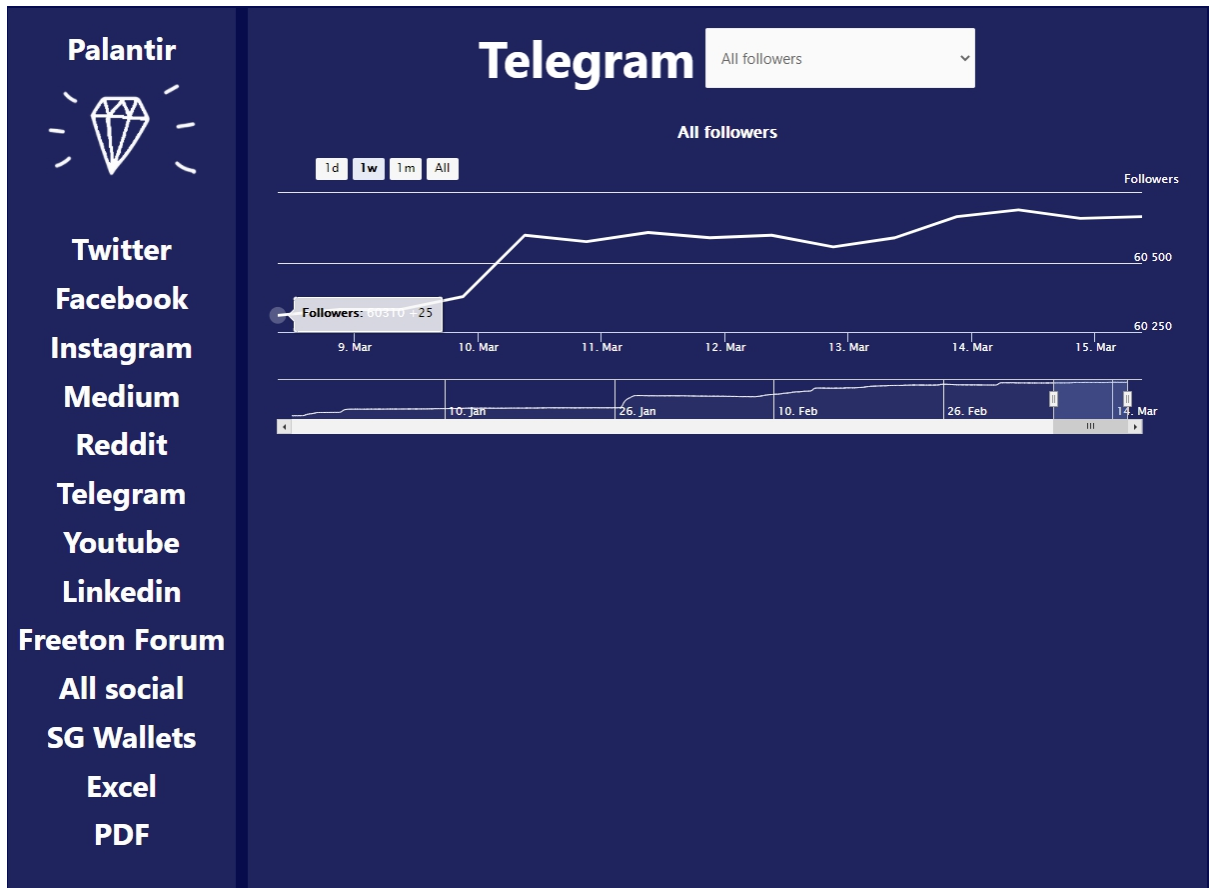 Palantir
Twitter
Facebook
Instagram
Medium
Reddit
Telegram
Youtube
Linkedin
Freeton Forum
All social
SG Wallets
Excel
PDF
Telegram
All followers
All followers
1d 1w 1m All
Followers
60 500
Followers: 60310 +25
60 250
9. Mar 10. Mar 11. Mar 12. Mar 13. Mar 14. Mar 15. Mar
10. Jan 26. Jan 10. Feb 26. Feb 14. Mar